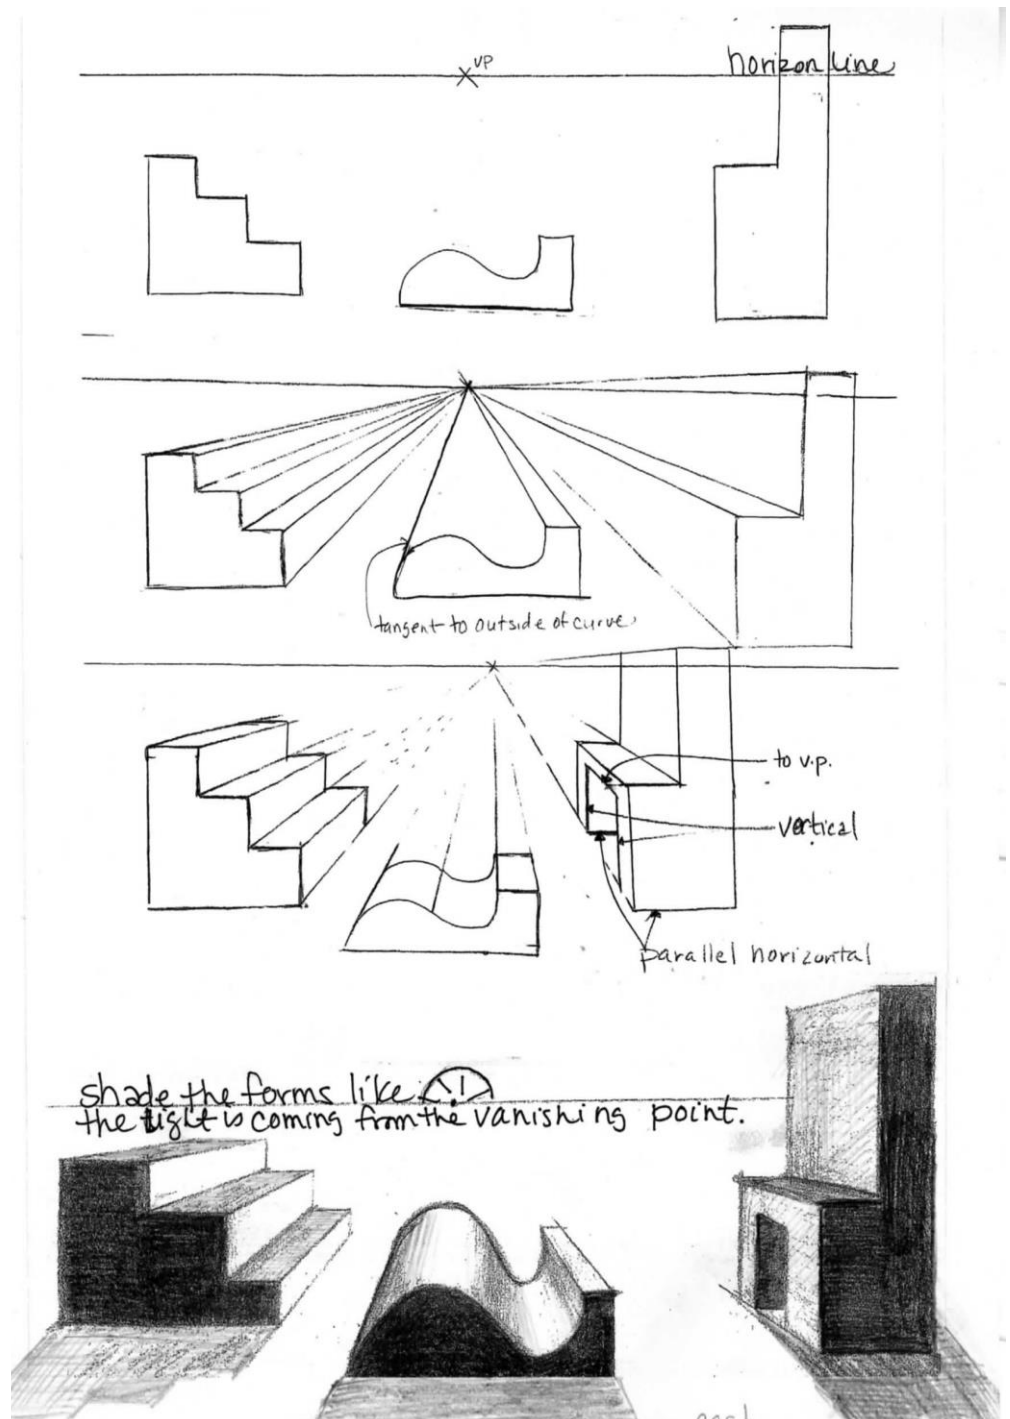 VP
horizon line
tangent to outside of curve
to v.p.
vertical
parallel horizontal
shade the forms like
the light is coming from the vanishing point.